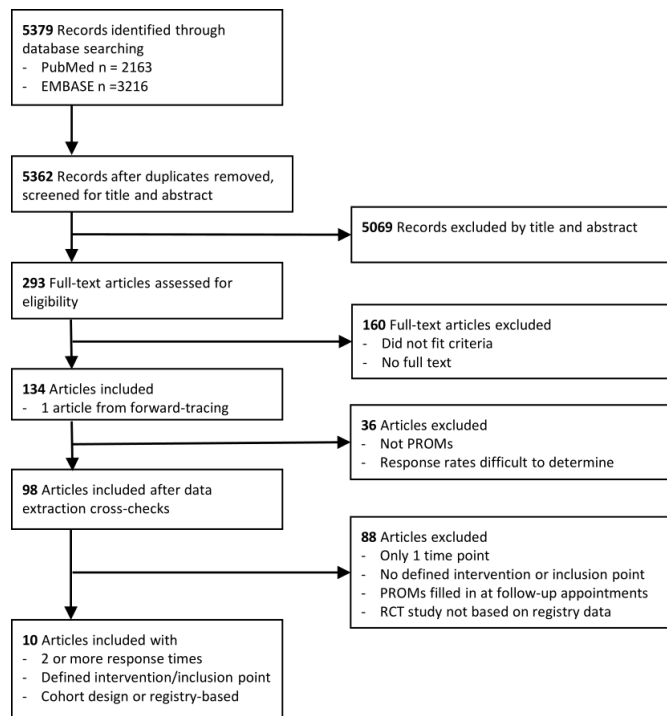 5379 Records identified through
database searching
- PubMed n = 2163
- EMBASE n =3216
5362 Records after duplicates removed,
screened for title and abstract
5069 Records excluded by title and abstract
293 Full-text articles assessed for
eligibility
160 Full-text articles excluded
- Did not fit criteria
- No full text
134 Articles included
- 1 article from forward-tracing
36 Articles excluded
- Not PROMs
- Response rates difficult to determine
98 Articles included after data
extraction cross-checks
88 Articles excluded
- Only 1 time point
- No defined intervention or inclusion point
- PROMs filled in at follow-up appointments
- RCT study not based on registry data
10 Articles included with
- 2 or more response times
- Defined intervention/inclusion point
- Cohort design or registry-based